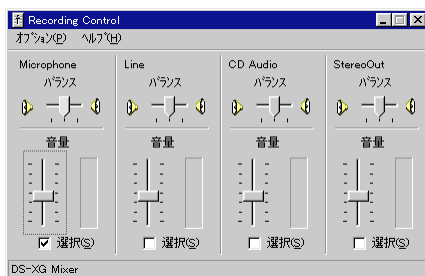 Recording Control
ｵﾌﾟｼｮﾝ(P) ﾍﾙﾌﾟ(H)
Microphone Line CD Audio StereoOut
ﾊﾞﾗﾝｽ ﾊﾞﾗﾝｽ ﾊﾞﾗﾝｽ ﾊﾞﾗﾝｽ
音量 音量 音量 音量
選択(S) 選択(S) 選択(S) 選択(S)
DS-XG Mixer